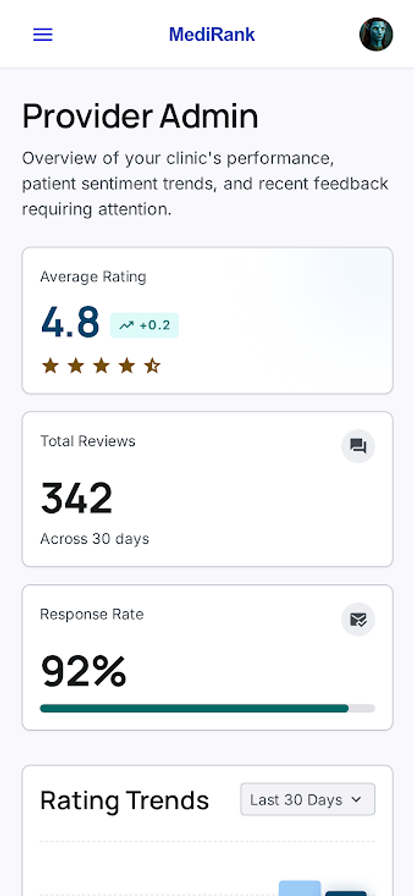 MediRank
Provider Admin
Overview of your clinic's performance,
patient sentiment trends, and recent feedback
requiring attention.
Average Rating
4.8 +0.2
Total Reviews
342
Across 30 days
Response Rate
92%
Rating Trends Last 30 Days